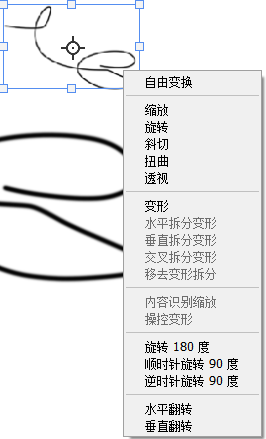 自由变换
缩放
旋转
斜切
扭曲
透视
变形
水平拆分变形
垂直拆分变形
交叉拆分变形
移去变形拆分
内容识别缩放
操控变形
旋转 180 度
顺时针旋转 90 度
逆时针旋转 90 度
水平翻转
垂直翻转